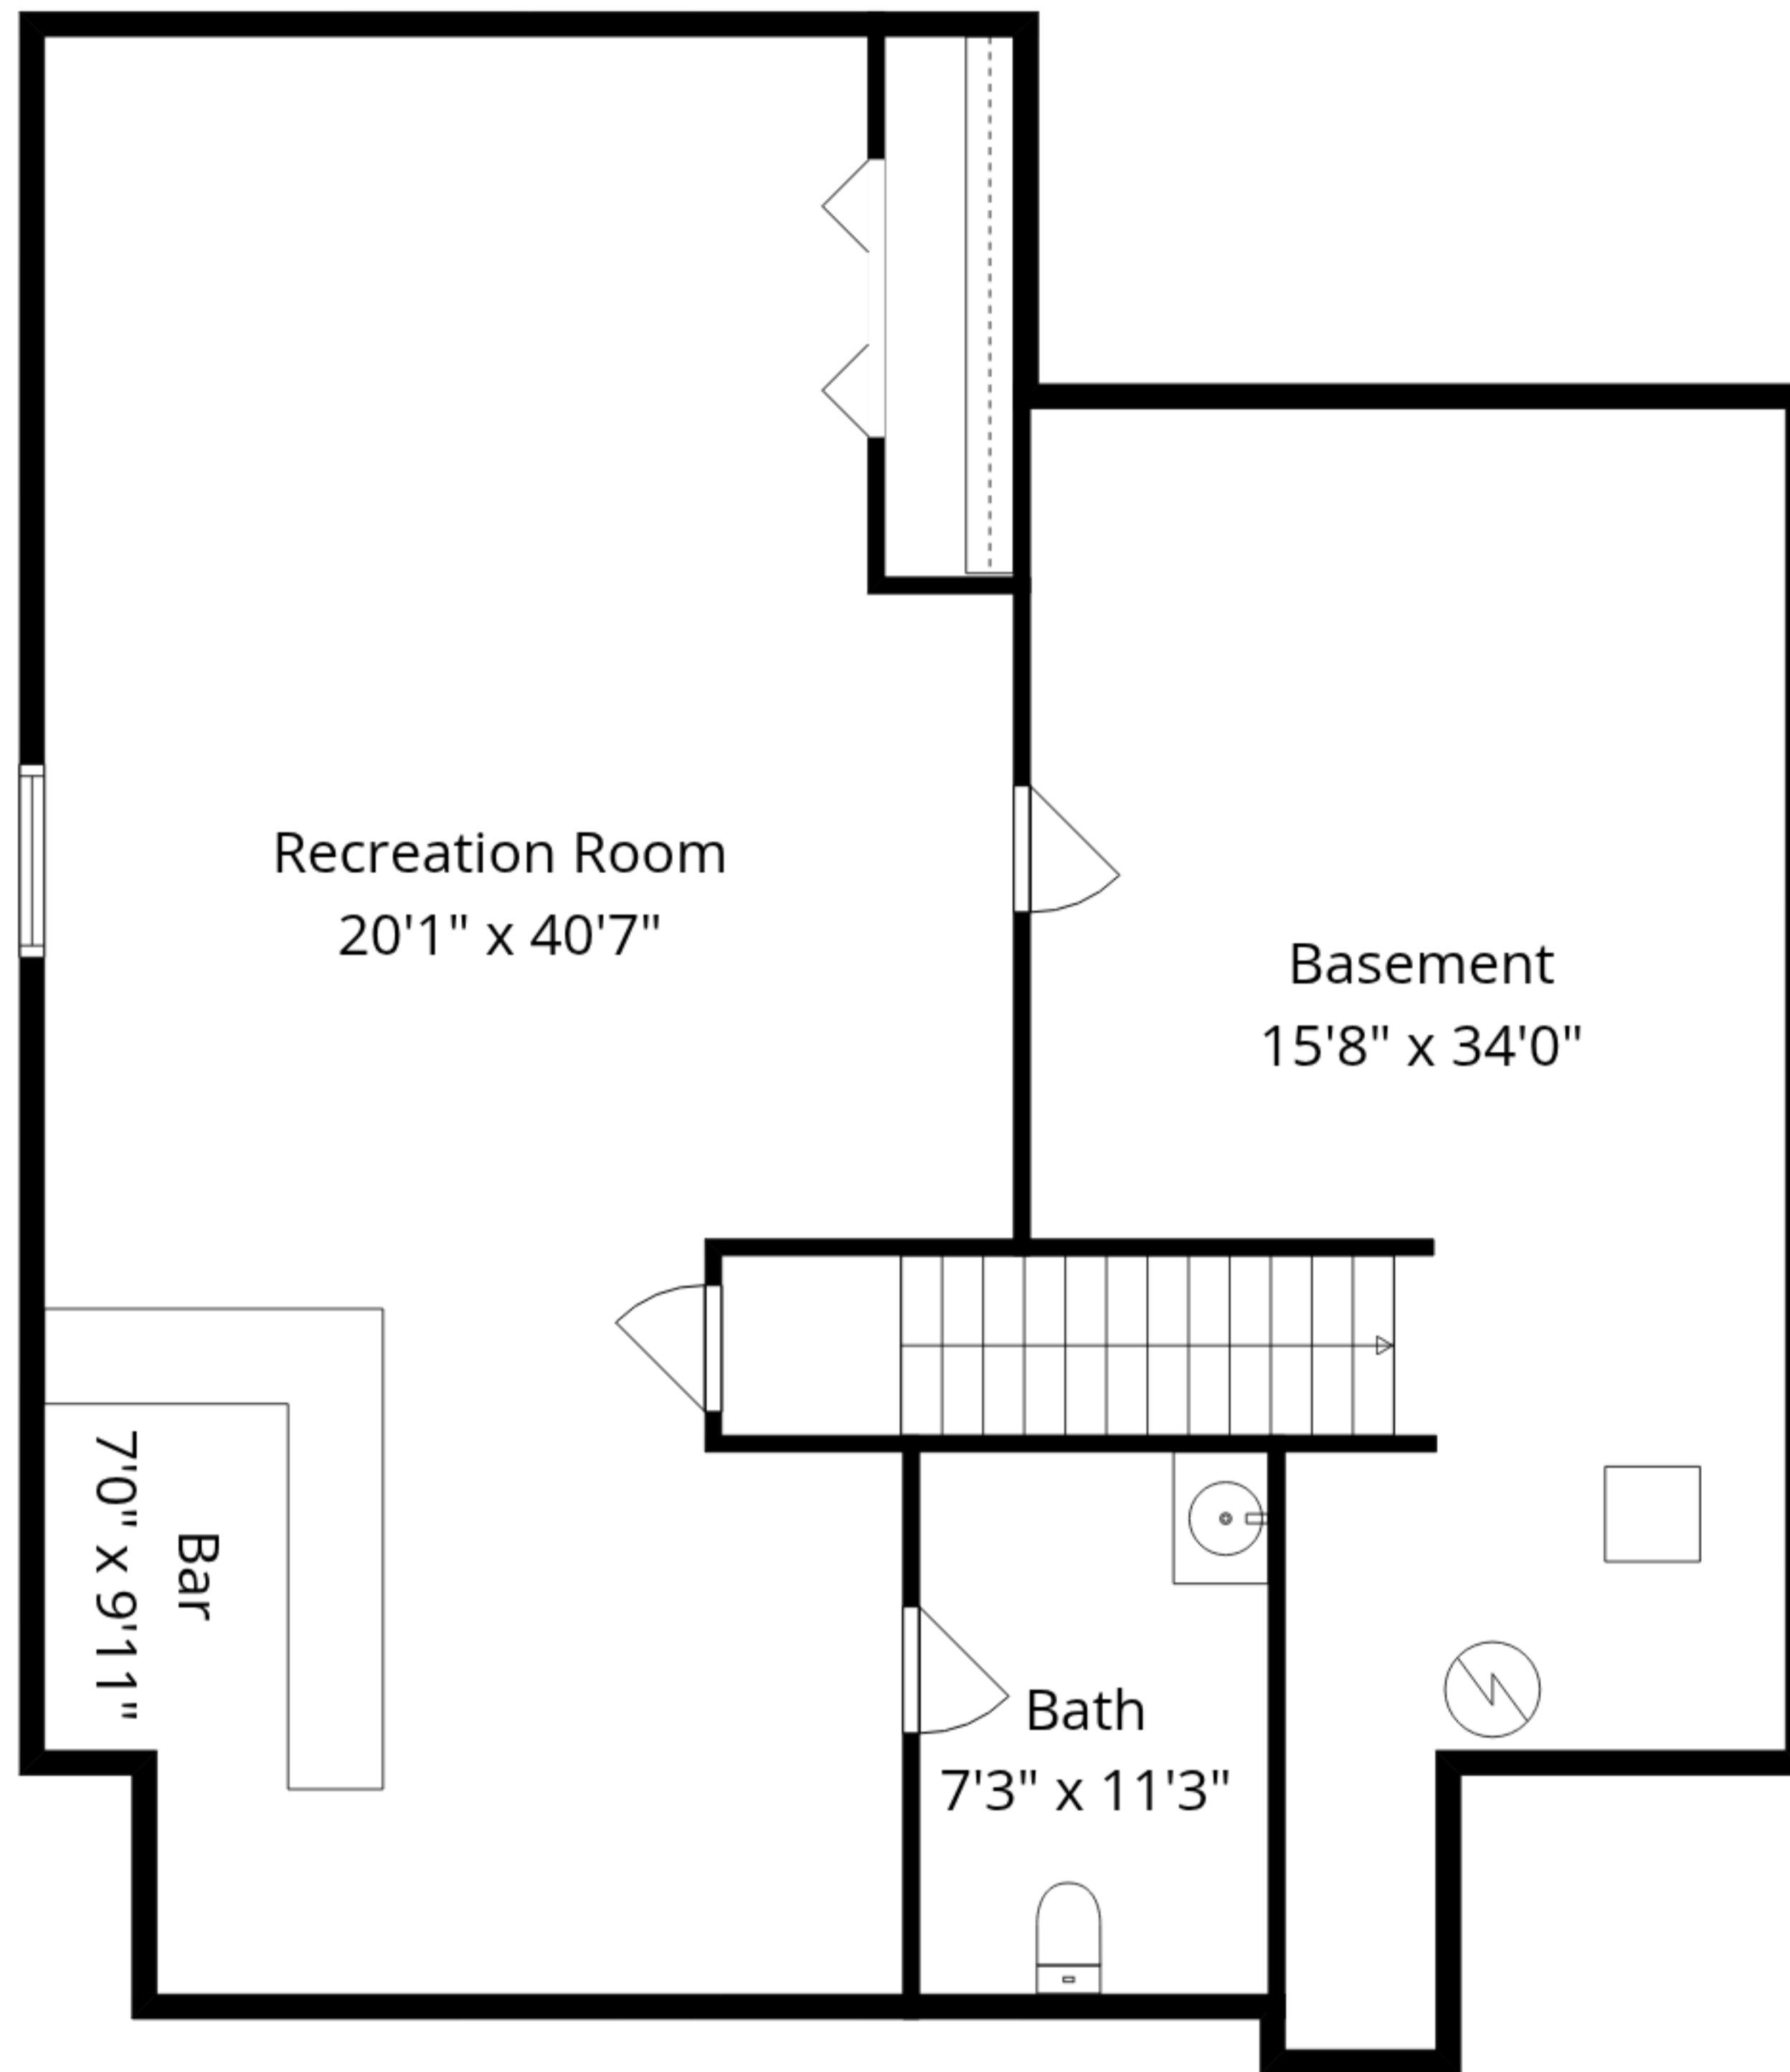 Recreation Room
20'1" x 40'7"
Basement
15'8" x 34'0"
Bar
7'0" x 9'11"
Bath
7'3" x 11'3"